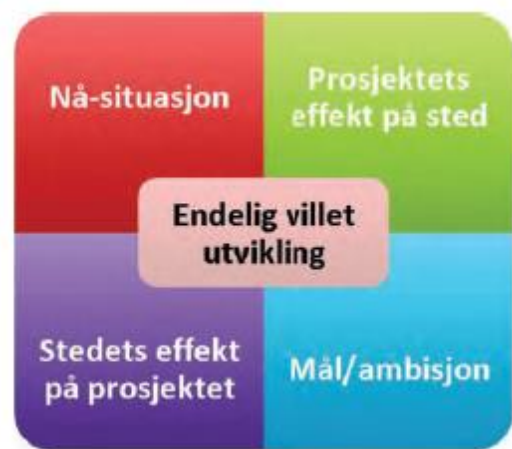 Nå-situasjon
Prosjektets
effekt på sted
Endelig villet
utvikling
Stedets effekt
på prosjektet
Mål/ambisjon